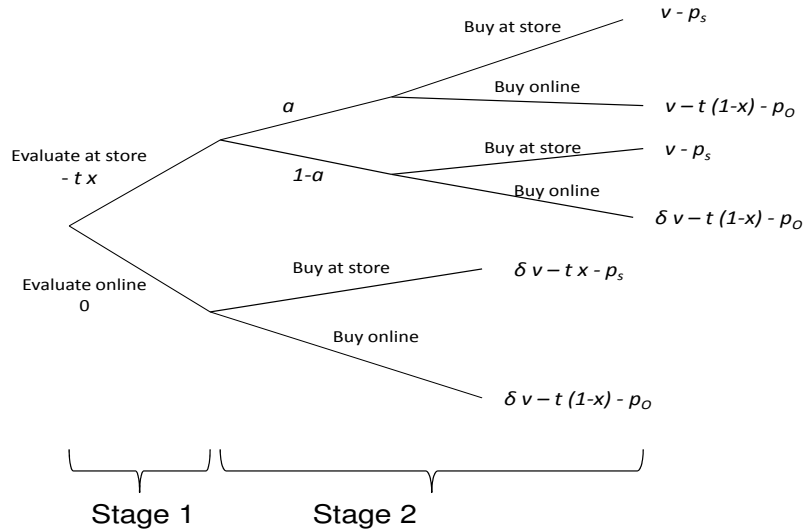 Buy at store
v - p_s
a
Buy online
v – t (1-x) - p_O
Evaluate at store
- t x
Buy at store
v - p_s
1-a
Buy online
δ v – t (1-x) - p_O
Buy at store
δ v – t x - p_s
Evaluate online
0
Buy online
δ v – t (1-x) - p_O
Stage 1
Stage 2